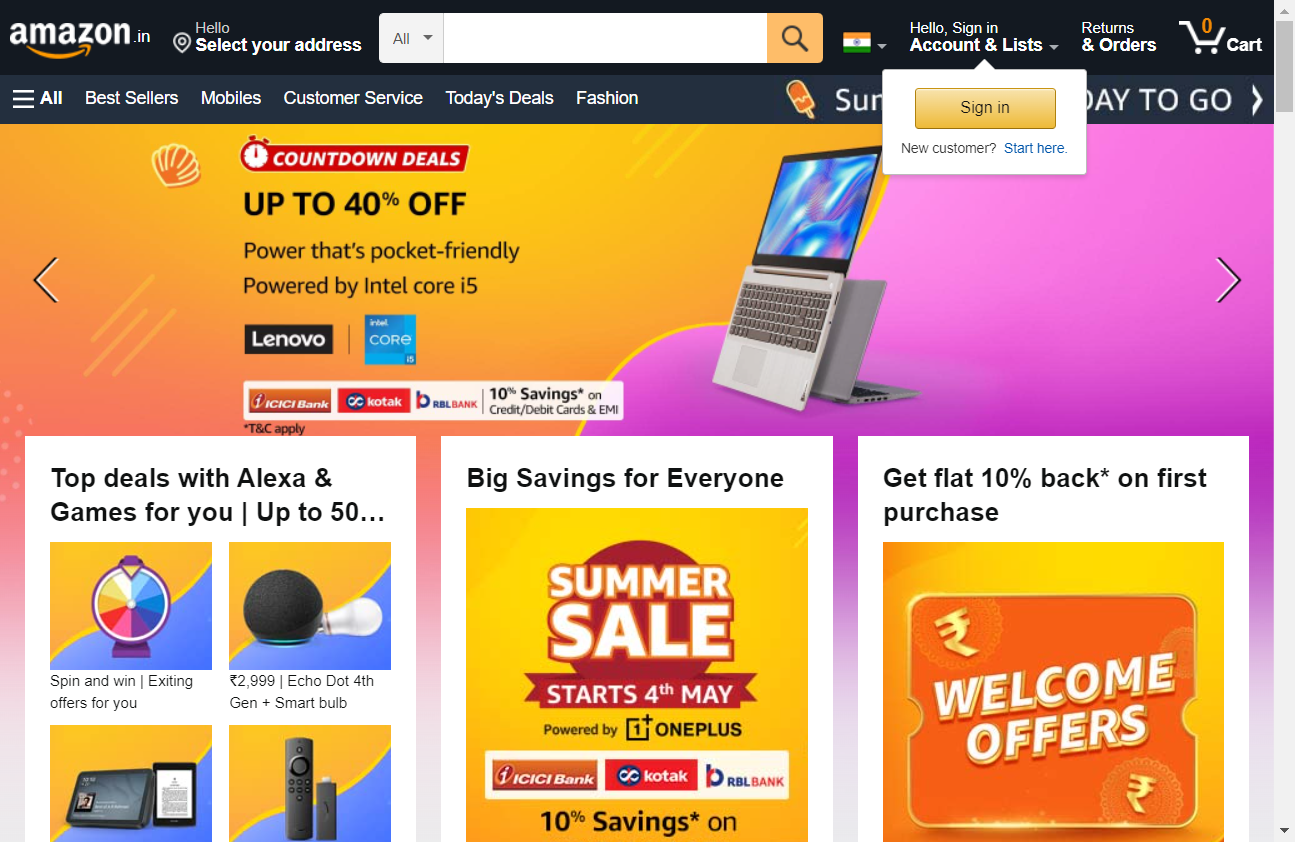 amazon.in
Hello
Select your address
All
Hello, Sign in
Account & Lists
Returns
& Orders
0
Cart
All
Best Sellers
Mobiles
Customer Service
Today's Deals
Fashion
DAY TO GO
Sign in
New customer? Start here.
COUNTDOWN DEALS
UP TO 40% OFF
Power that's pocket-friendly
Powered by Intel core i5
Lenovo
intel
CORE
i5
ICICI Bank
kotak
RBL BANK
10% Savings* on
Credit/Debit Cards & EMI
*T&C apply
Top deals with Alexa &
Games for you | Up to 50…
Spin and win | Exiting
offers for you
₹2,999 | Echo Dot 4th
Gen + Smart bulb
Big Savings for Everyone
SUMMER
SALE
STARTS 4th MAY
Powered by 1+ ONEPLUS
ICICI Bank
kotak
RBL BANK
10% Savings* on
Get flat 10% back* on first
purchase
₹
WELCOME
OFFERS
₹